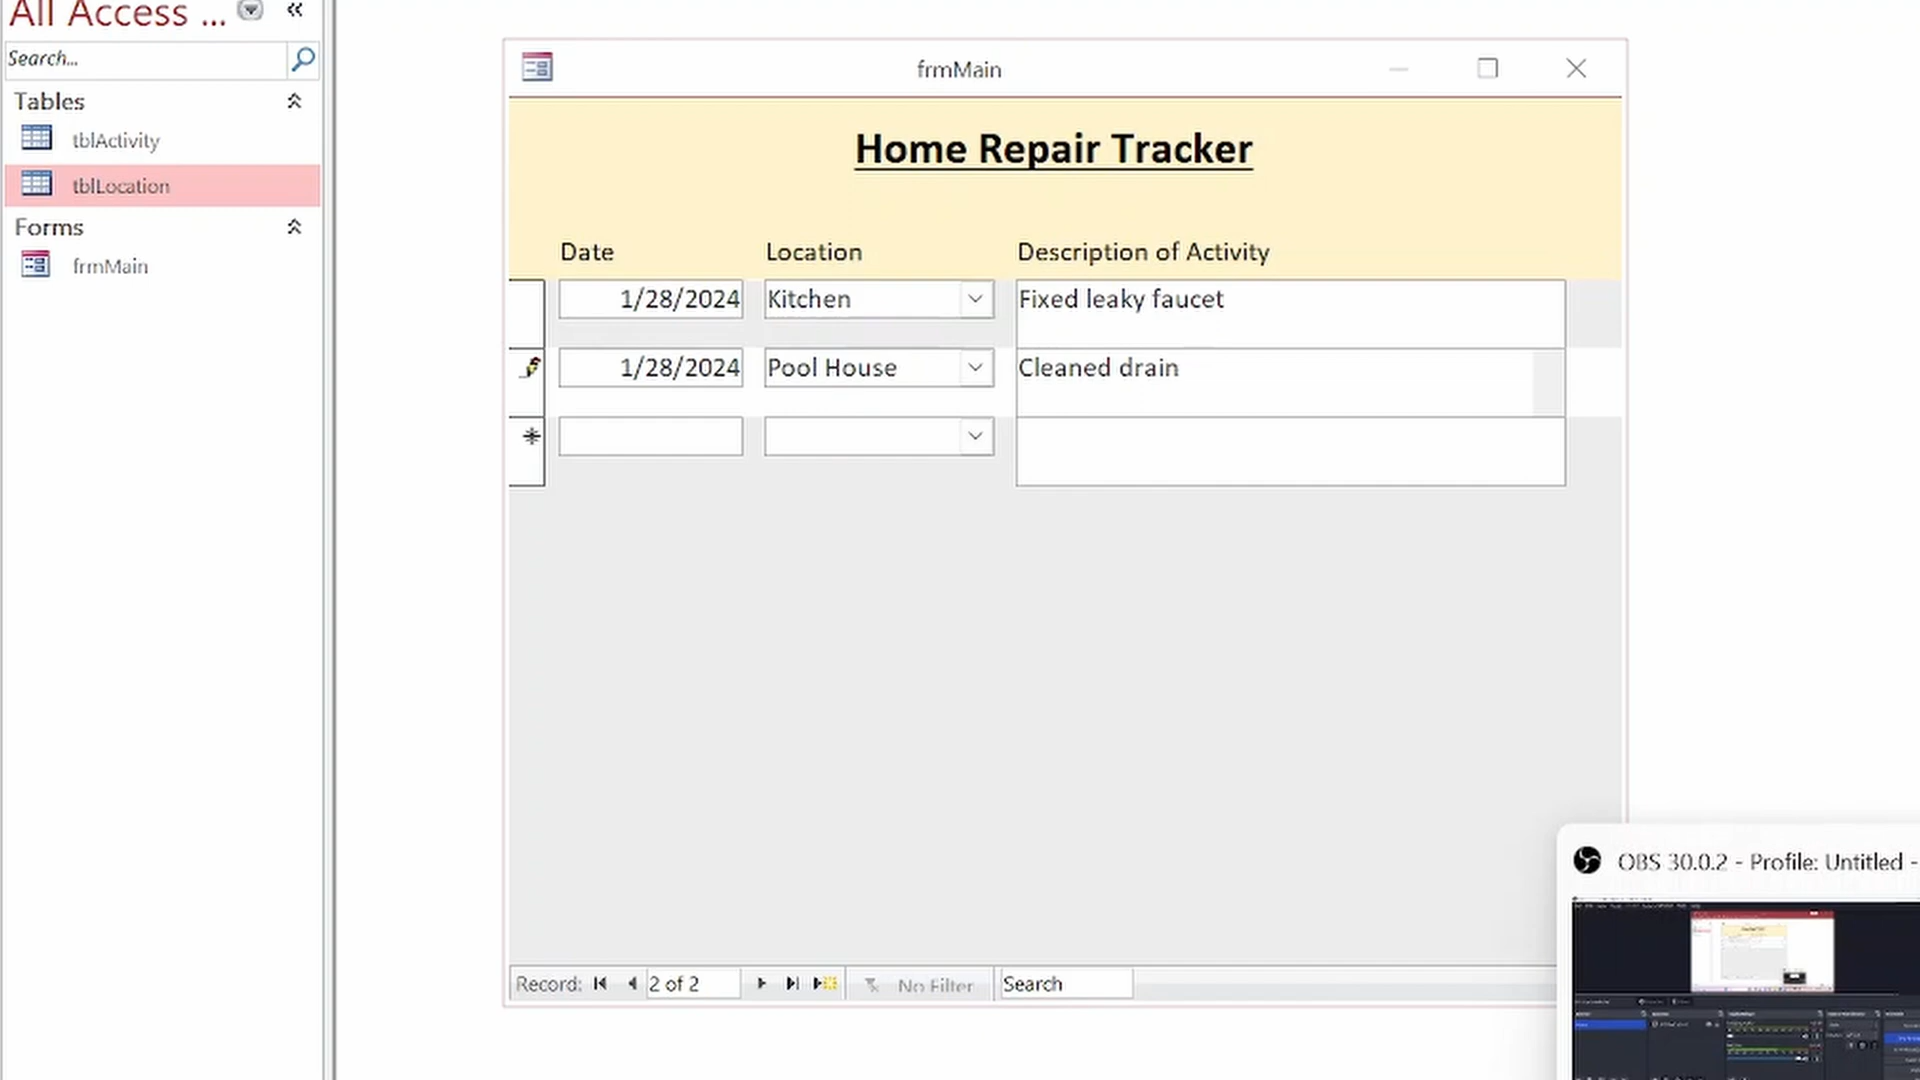 All Access ...
Search...
Tables
tblActivity
tblLocation
Forms
frmMain
frmMain
Home Repair Tracker
Date Location Description of Activity
1/28/2024 Kitchen Fixed leaky faucet
1/28/2024 Pool House Cleaned drain
Record: 2 of 2 No Filter Search
OBS 30.0.2 - Profile: Untitled -